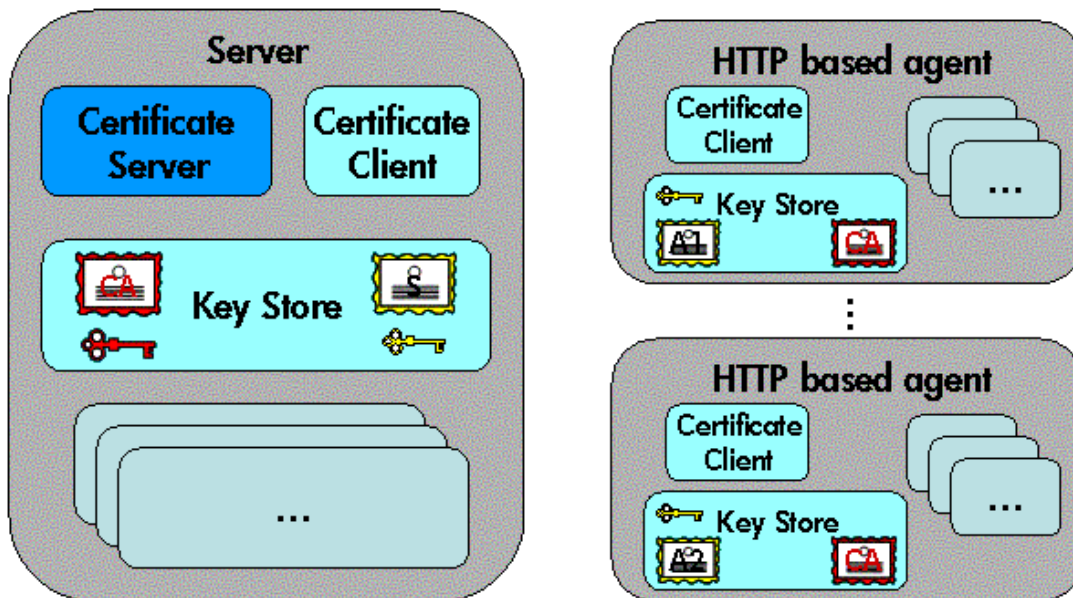 Server
Certificate
Server
Certificate
Client
CA
Key Store
S
...
HTTP based agent
Certificate
Client
...
Key Store
A1
CA
⋮
HTTP based agent
Certificate
Client
...
Key Store
A2
CA